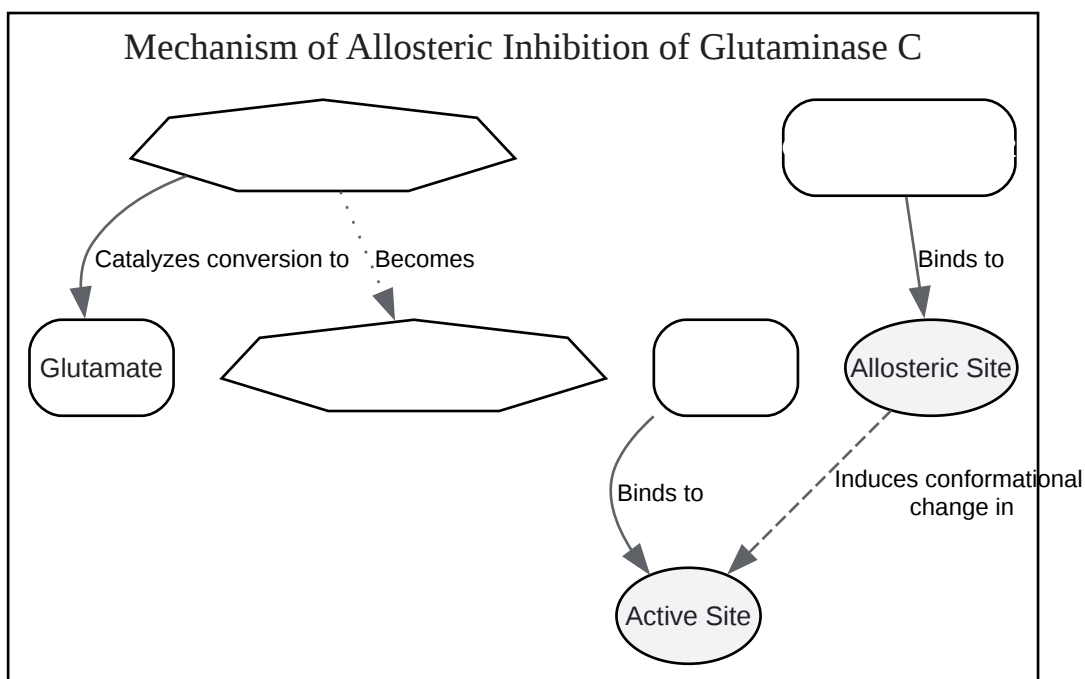 Mechanism of Allosteric Inhibition of Glutaminase C
Catalyzes conversion to
Becomes
Binds to
Glutamate
Allosteric Site
Binds to
Induces conformational
change in
Active Site